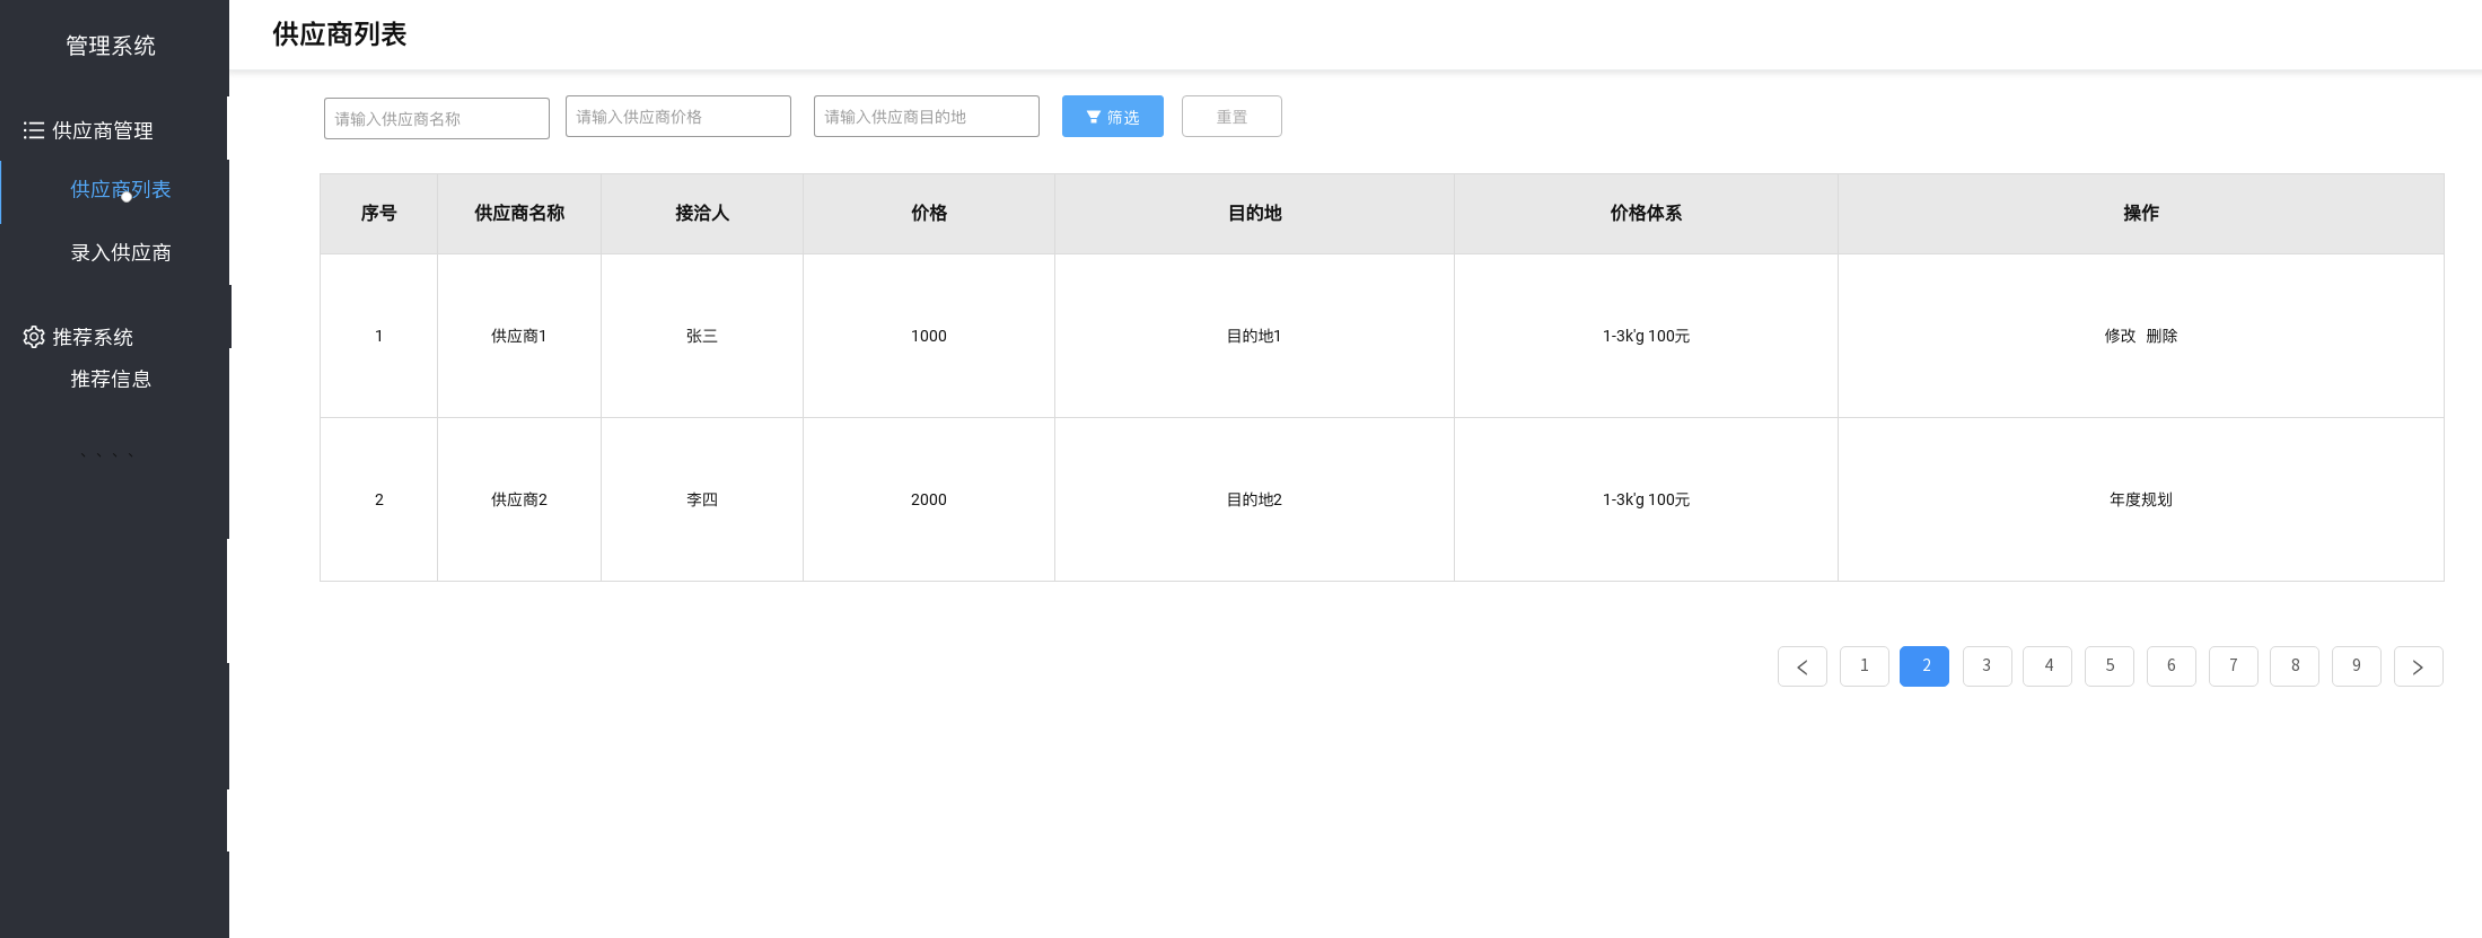 管理系统
供应商管理
供应商列表
录入供应商
推荐系统
推荐信息
、、、、
供应商列表
请输入供应商名称 请输入供应商价格 请输入供应商目的地 筛选 重置
序号 供应商名称 接洽人 价格 目的地 价格体系 操作
1 供应商1 张三 1000 目的地1 1-3k'g 100元 修改 删除
2 供应商2 李四 2000 目的地2 1-3k'g 100元 年度规划
1 2 3 4 5 6 7 8 9